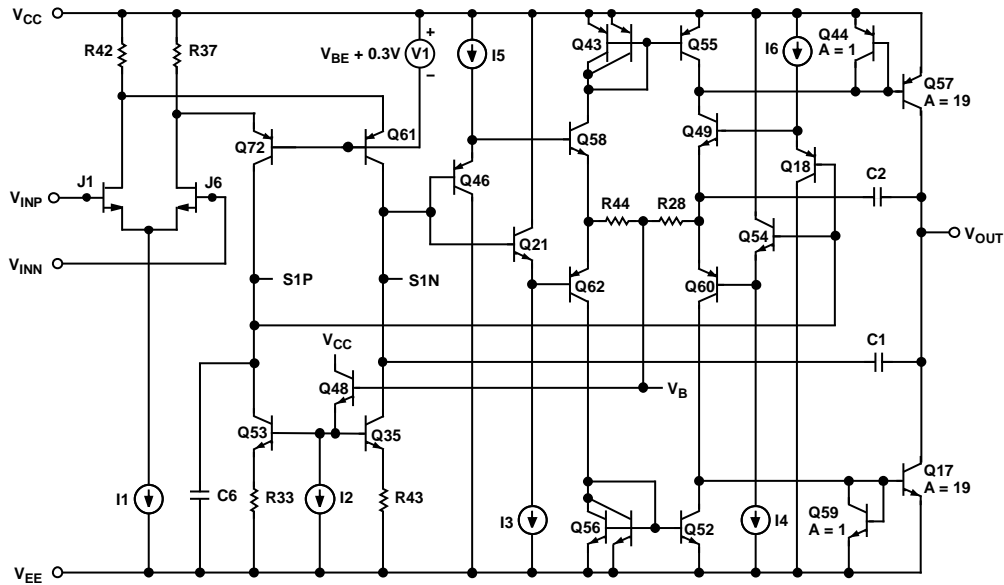 VCC
R42
R37
VBE + 0.3V
V1
+
–
I5
Q43
Q55
I6
Q44
A = 1
Q57
A = 19
Q72
Q61
Q58
Q49
Q18
Q46
C2
VINP
J1
J6
R44
R28
VOUT
Q21
Q54
VINN
S1P
S1N
Q62
Q60
C1
VCC
Q48
VB
Q53
Q35
Q17
A = 19
I1
C6
R33
I2
R43
I3
Q56
Q52
I4
Q59
A = 1
VEE